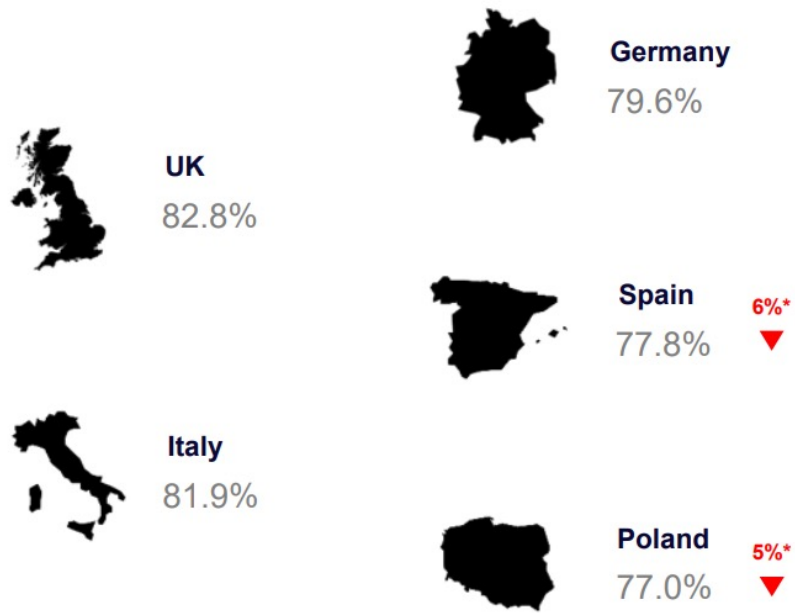 UK
82.8%
Italy
81.9%
Germany
79.6%
Spain
77.8%
6%*
Poland
77.0%
5%*